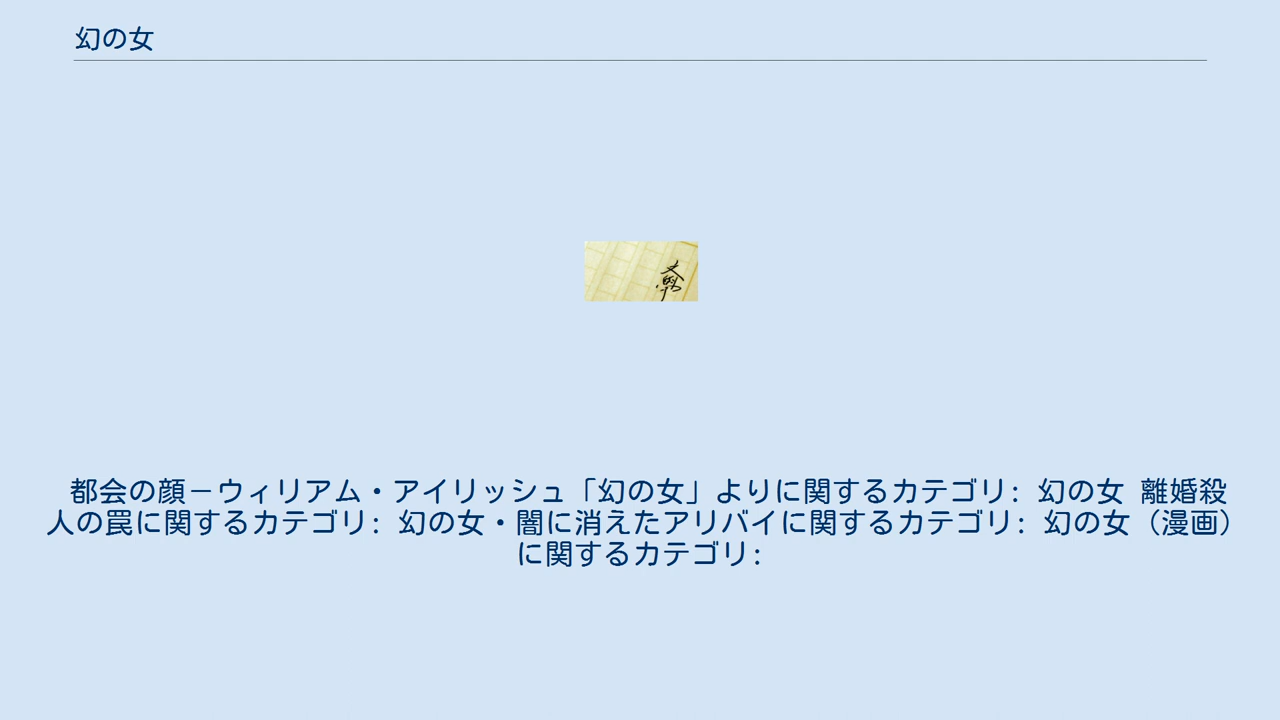 幻の女
都会の顔－ウィリアム・アイリッシュ「幻の女」よりに関するカテゴリ: 幻の女 離婚殺
人の罠に関するカテゴリ: 幻の女・闇に消えたアリバイに関するカテゴリ: 幻の女（漫画）
に関するカテゴリ: